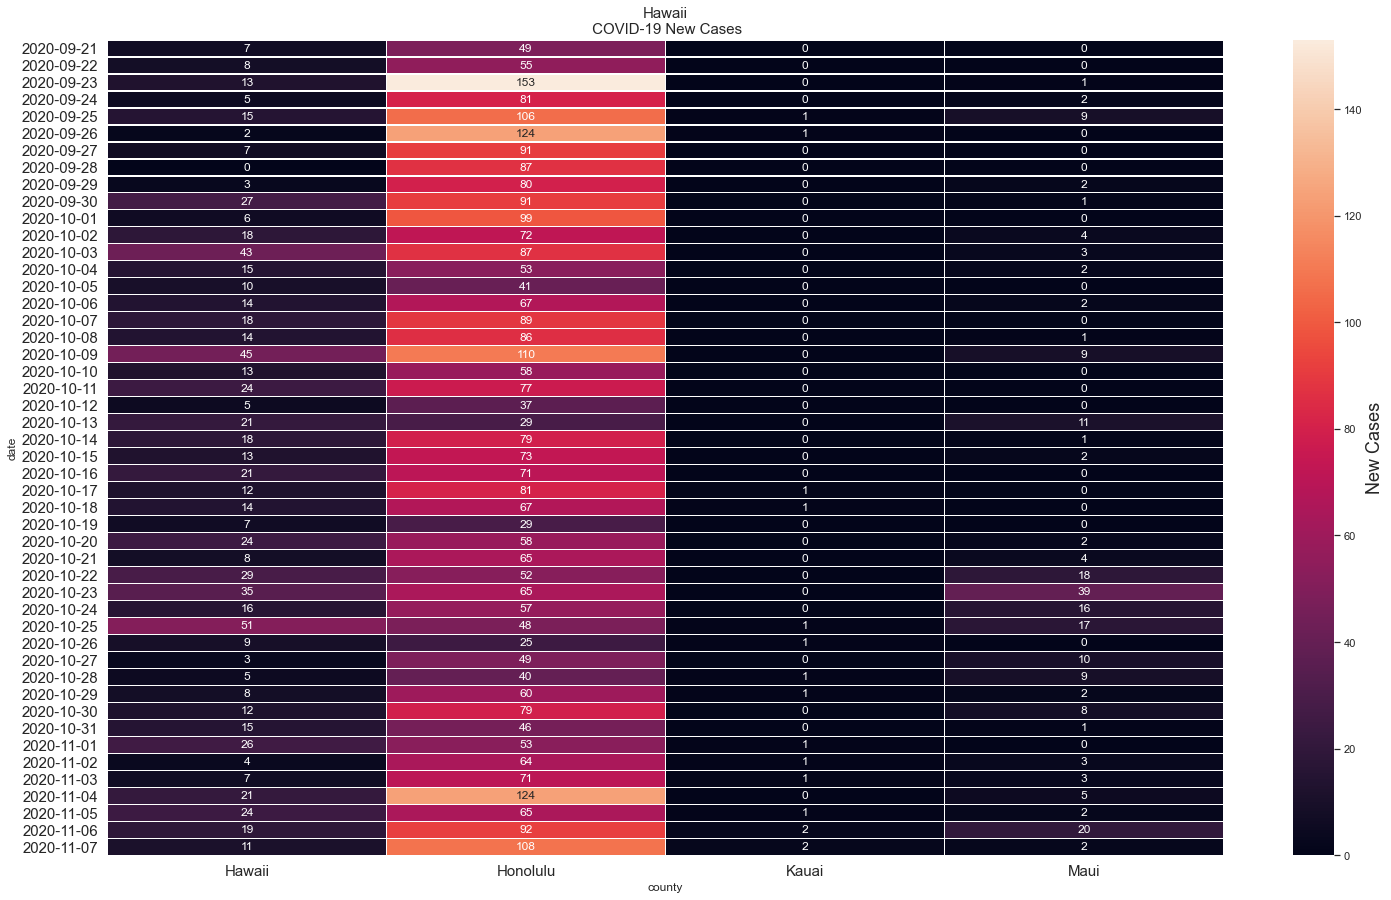 Hawaii
COVID-19 New Cases
2020-09-21 7 49 0 0
2020-09-22 8 55 0 0
2020-09-23 13 153 0 1
2020-09-24 5 81 0 2
2020-09-25 15 106 1 9
2020-09-26 2 124 1 0
2020-09-27 7 91 0 0
2020-09-28 0 87 0 0
2020-09-29 3 80 0 2
2020-09-30 27 91 0 1
2020-10-01 6 99 0 0
2020-10-02 18 72 0 4
2020-10-03 43 87 0 3
2020-10-04 15 53 0 2
2020-10-05 10 41 0 0
2020-10-06 14 67 0 2
2020-10-07 18 89 0 0
2020-10-08 14 86 0 1
2020-10-09 45 110 0 9
2020-10-10 13 58 0 0
2020-10-11 24 77 0 0
2020-10-12 5 37 0 0
2020-10-13 21 29 0 11
2020-10-14 18 79 0 1
2020-10-15 13 73 0 2
2020-10-16 21 71 0 0
2020-10-17 12 81 1 0
2020-10-18 14 67 1 0
2020-10-19 7 29 0 0
2020-10-20 24 58 0 2
2020-10-21 8 65 0 4
2020-10-22 29 52 0 18
2020-10-23 35 65 0 39
2020-10-24 16 57 0 16
2020-10-25 51 48 1 17
2020-10-26 9 25 1 0
2020-10-27 3 49 0 10
2020-10-28 5 40 1 9
2020-10-29 8 60 1 2
2020-10-30 12 79 0 8
2020-10-31 15 46 0 1
2020-11-01 26 53 1 0
2020-11-02 4 64 1 3
2020-11-03 7 71 1 3
2020-11-04 21 124 0 5
2020-11-05 24 65 1 2
2020-11-06 19 92 2 20
2020-11-07 11 108 2 2
Hawaii Honolulu Kauai Maui
county
date
140
120
100
80
60
40
20
0
New Cases